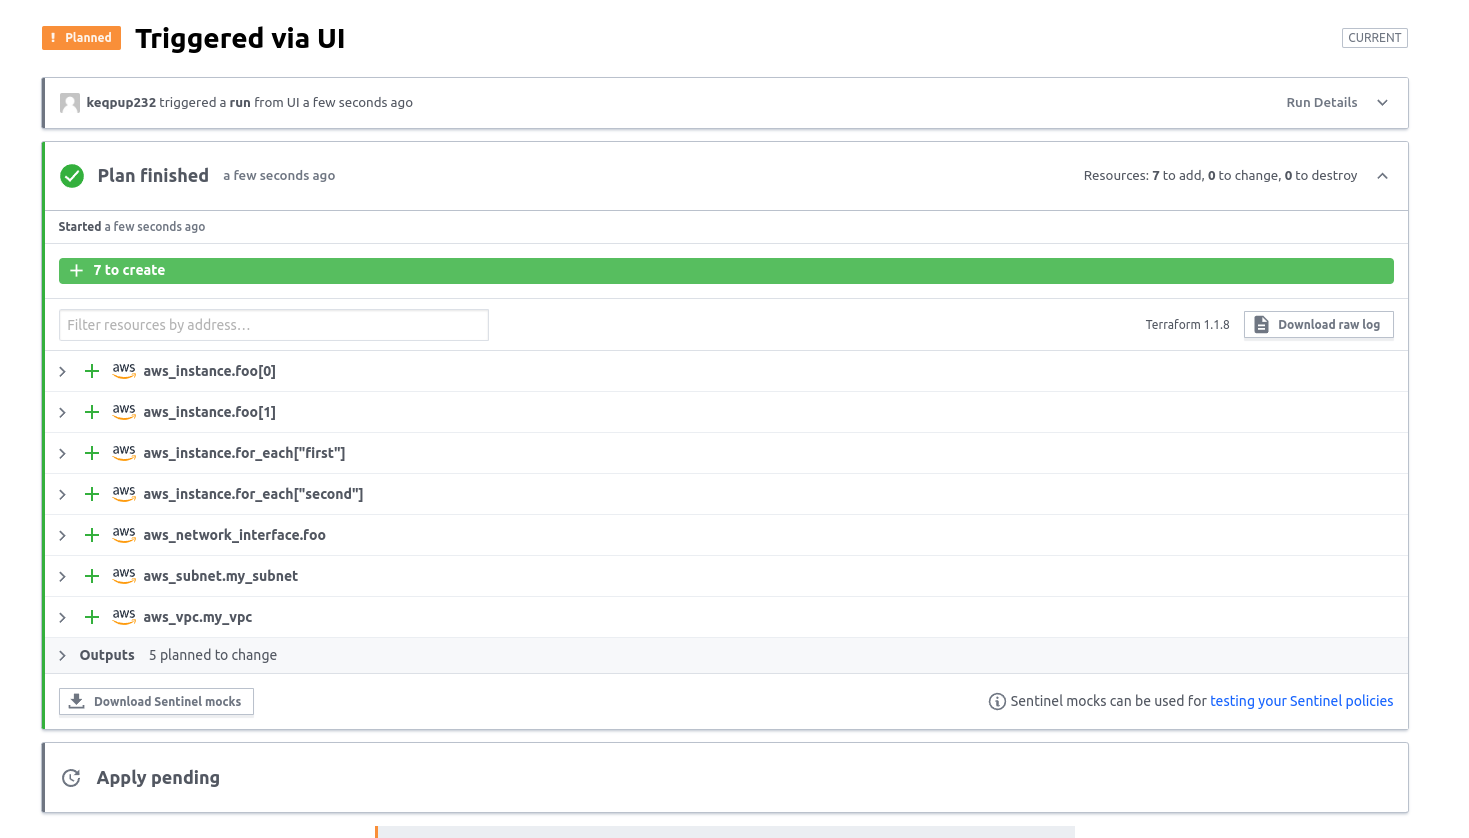 ! Planned Triggered via UI CURRENT
keqpup232 triggered a run from UI a few seconds ago Run Details
Plan finished a few seconds ago Resources: 7 to add, 0 to change, 0 to destroy
Started a few seconds ago
+ 7 to create
Filter resources by address... Terraform 1.1.8 Download raw log
aws aws_instance.foo[0]
aws aws_instance.foo[1]
aws aws_instance.for_each["first"]
aws aws_instance.for_each["second"]
aws aws_network_interface.foo
aws aws_subnet.my_subnet
aws aws_vpc.my_vpc
Outputs 5 planned to change
Download Sentinel mocks Sentinel mocks can be used for testing your Sentinel policies
Apply pending